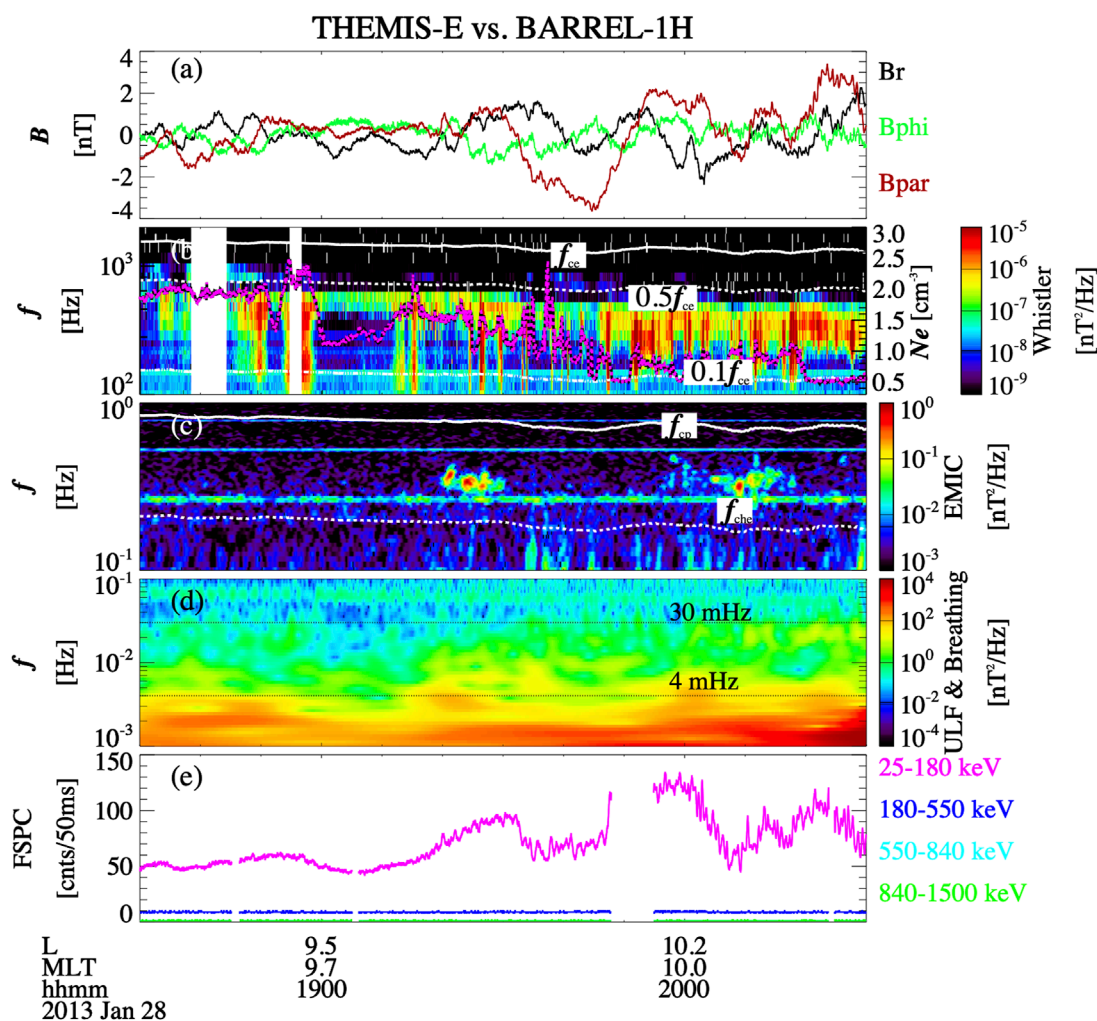 THEMIS-E vs. BARREL-1H
(a)
4
2
0
-2
-4
B
[nT]
Br
Bphi
Bpar
(b)
10³
10²
f
[Hz]
fce
0.5fce
0.1fce
3.0
2.5
2.0
1.5
1.0
0.5
Ne [cm⁻³]
10⁻⁵
10⁻⁶
10⁻⁷
10⁻⁸
10⁻⁹
Whistler
[nT²/Hz]
(c)
10⁰
10⁻¹
f
[Hz]
fcp
fche
10⁰
10⁻¹
10⁻²
10⁻³
EMIC
[nT²/Hz]
(d)
10⁻¹
10⁻²
10⁻³
f
[Hz]
30 mHz
4 mHz
10⁴
10²
10⁰
10⁻²
10⁻⁴
ULF & Breathing
[nT²/Hz]
(e)
150
100
50
0
FSPC
[cnts/50ms]
25-180 keV
180-550 keV
550-840 keV
840-1500 keV
L 9.5 10.2
MLT 9.7 10.0
hhmm 1900 2000
2013 Jan 28